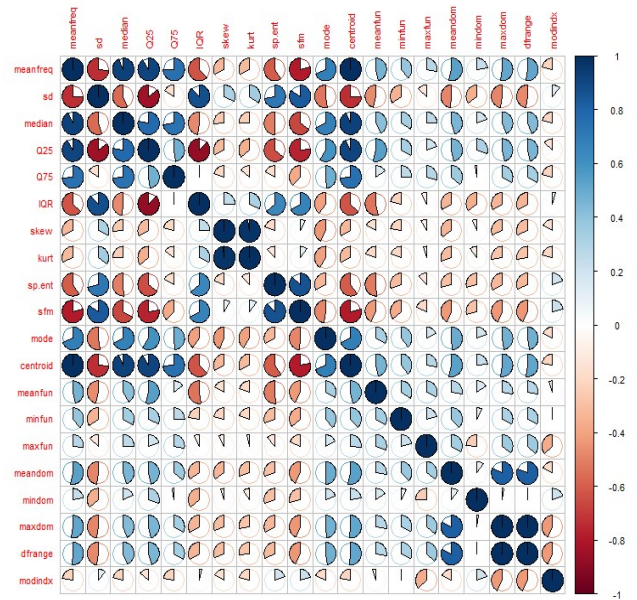 meanfreq sd median Q25 Q75 IQR skew kurt sp.ent sfm mode centroid meanfun minfun maxfun meandom mindom maxdom dfrange modindx
meanfreq
sd
median
Q25
Q75
IQR
skew
kurt
sp.ent
sfm
mode
centroid
meanfun
minfun
maxfun
meandom
mindom
maxdom
dfrange
modindx
1
0.8
0.6
0.4
0.2
0
-0.2
-0.4
-0.6
-0.8
-1